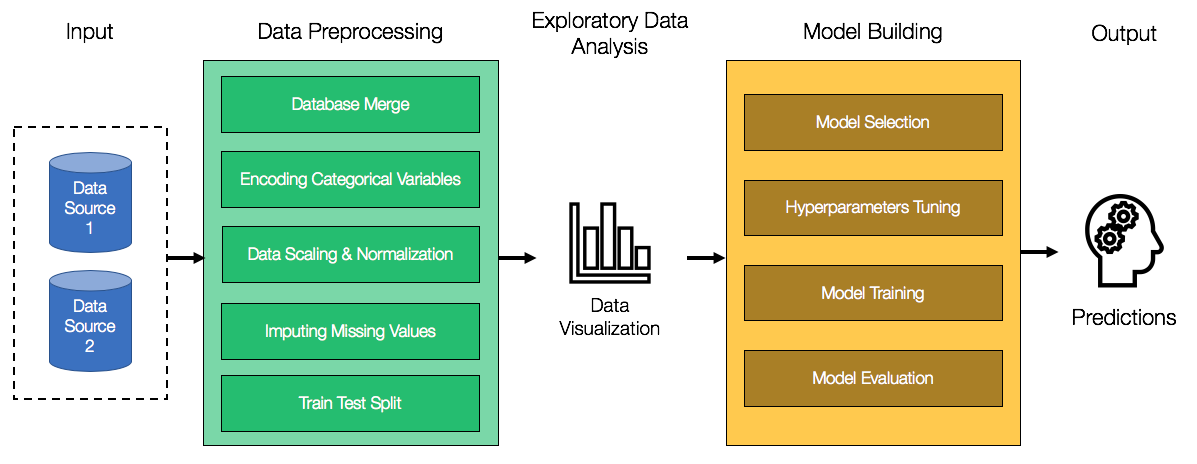 Input
Data
Source
1
Data
Source
2
Data Preprocessing
Database Merge
Encoding Categorical Variables
Data Scaling & Normalization
Imputing Missing Values
Train Test Split
Exploratory Data
Analysis
Data
Visualization
Model Building
Model Selection
Hyperparameters Tuning
Model Training
Model Evaluation
Output
Predictions